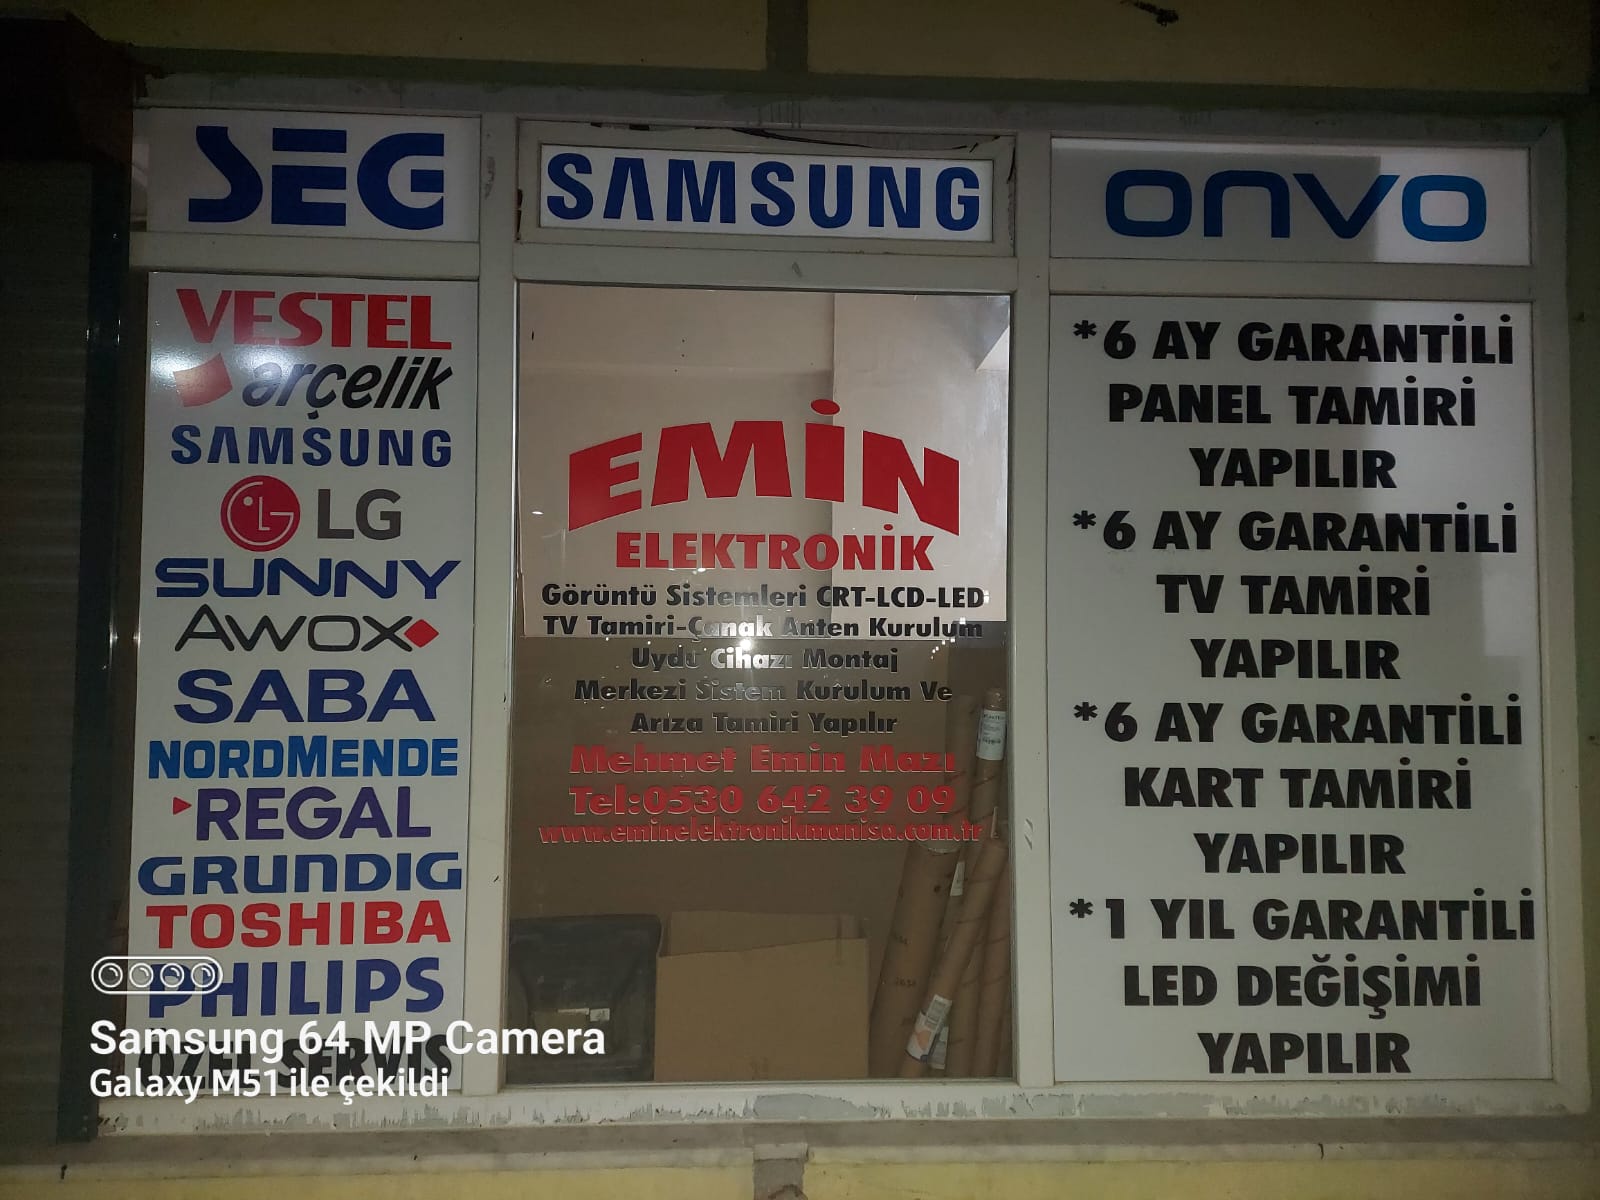 SEG
SAMSUNG
onvo
VESTEL
arçelik
SAMSUNG
LG
SUNNY
AWOX
SABA
NORDMENDE
REGAL
GRUNDIG
TOSHIBA
PHILIPS
ÖZEL SERVİS
EMİN
ELEKTRONİK
Görüntü Sistemleri CRT-LCD-LED
TV Tamiri-Çanak Anten Kurulum
Uydu Cihazı Montaj
Merkezi Sistem Kurulum Ve
Arıza Tamiri Yapılır
Mehmet Emin Mazı
Tel:0530 642 39 09
www.eminelektronikmanisa.com.tr
*6 AY GARANTİLİ
PANEL TAMİRİ
YAPILIR
*6 AY GARANTİLİ
TV TAMİRİ
YAPILIR
*6 AY GARANTİLİ
KART TAMİRİ
YAPILIR
*1 YIL GARANTİLİ
LED DEĞİŞİMİ
YAPILIR
Samsung 64 MP Camera
Galaxy M51 ile çekildi